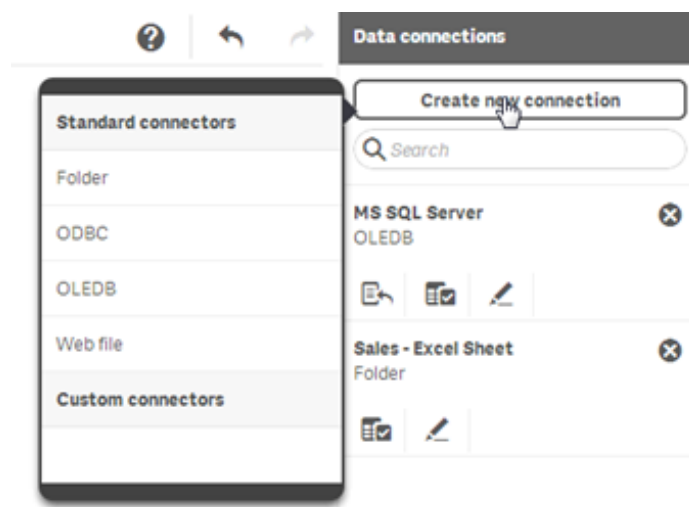 Data connections
Create new connection
Search
Standard connectors
Folder
ODBC
OLEDB
Web file
Custom connectors
MS SQL Server
OLEDB
Sales - Excel Sheet
Folder